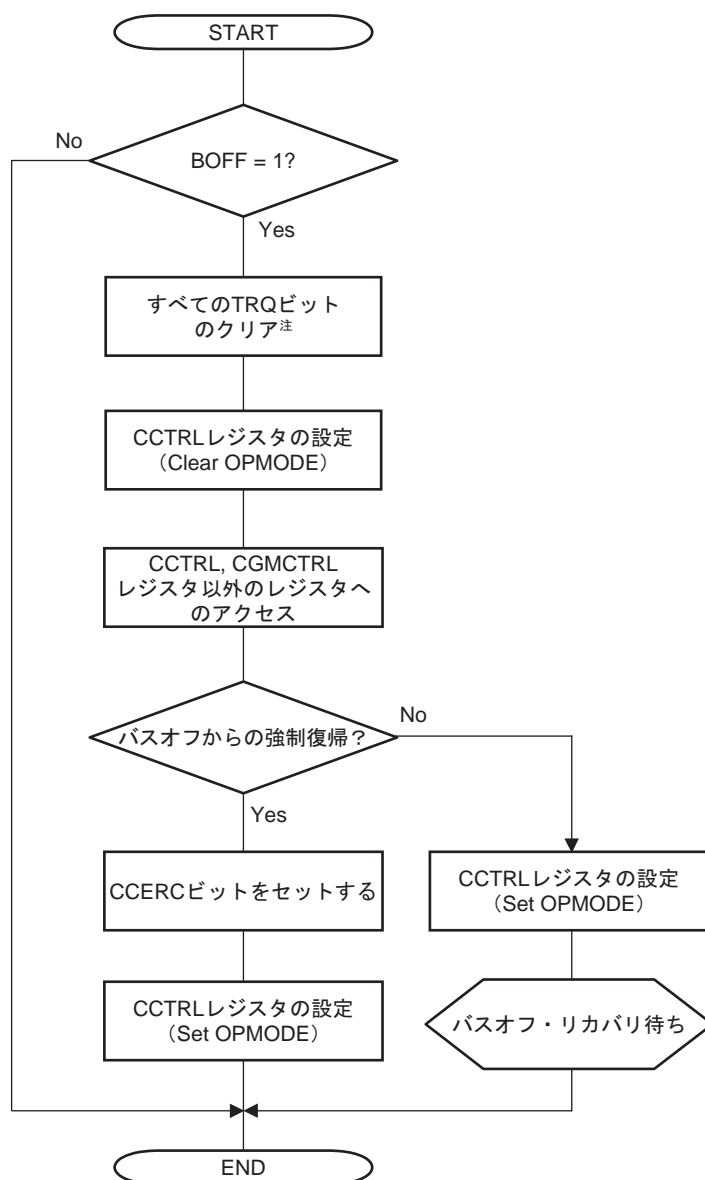 START
BOFF = 1?
No
Yes
すべてのTRQビット
のクリア注
CCTRLレジスタの設定
（Clear OPMODE）
CCTRL, CGMCTRL
レジスタ以外のレジスタへ
のアクセス
バスオフからの強制復帰？
No
Yes
CCERCビットをセットする
CCTRLレジスタの設定
（Set OPMODE）
CCTRLレジスタの設定
（Set OPMODE）
バスオフ・リカバリ待ち
END